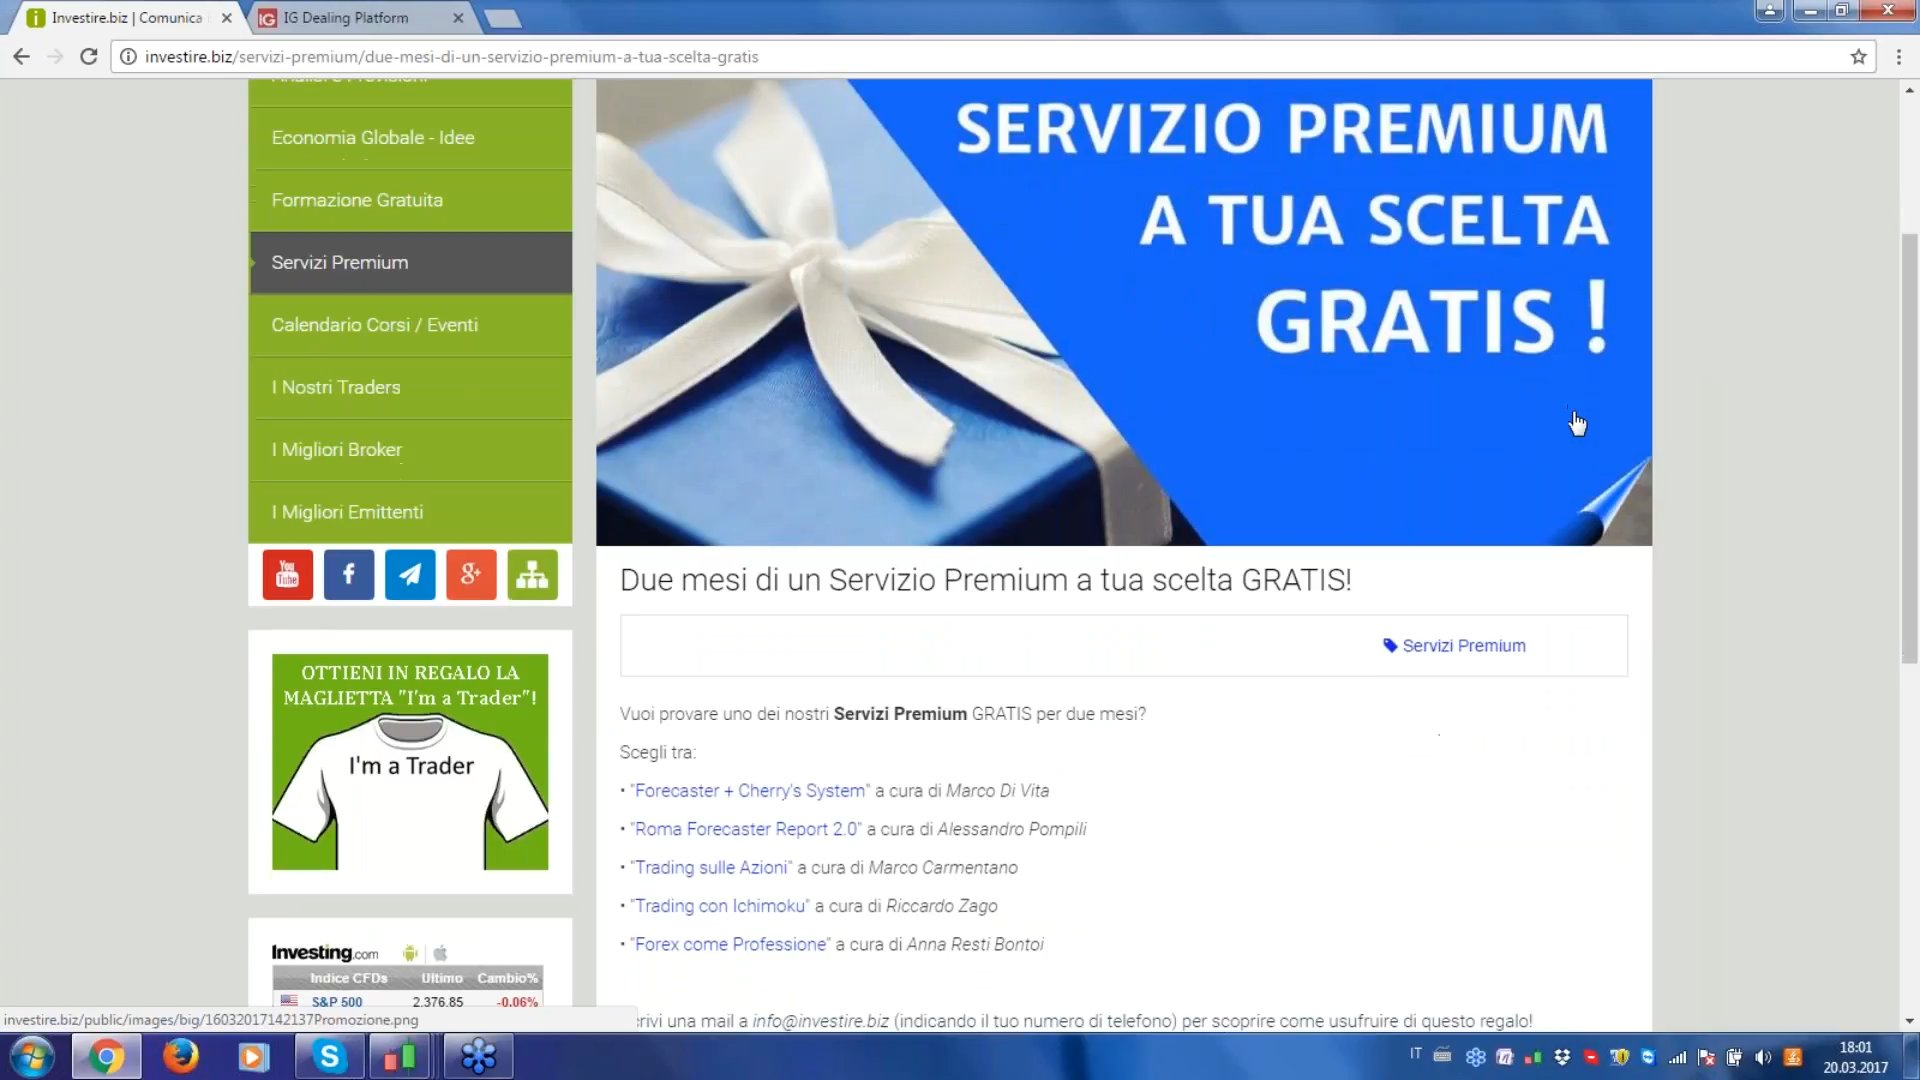 Investire.biz | Comunica
IG Dealing Platform
investire.biz/servizi-premium/due-mesi-di-un-servizio-premium-a-tua-scelta-gratis
Economia Globale - Idee
Formazione Gratuita
Servizi Premium
Calendario Corsi / Eventi
I Nostri Traders
I Migliori Broker
I Migliori Emittenti
You
Tube
f
g+
OTTIENI IN REGALO LA
MAGLIETTA "I'm a Trader"!
I'm a Trader
Investing.com
Indice CFDs Ultimo Cambio%
S&P 500 2.376,85 -0.06%
SERVIZIO PREMIUM
A TUA SCELTA
GRATIS !
Due mesi di un Servizio Premium a tua scelta GRATIS!
Servizi Premium
Vuoi provare uno dei nostri Servizi Premium GRATIS per due mesi?
Scegli tra:
• "Forecaster + Cherry's System" a cura di Marco Di Vita
• "Roma Forecaster Report 2.0" a cura di Alessandro Pompili
• "Trading sulle Azioni" a cura di Marco Carmentano
• "Trading con Ichimoku" a cura di Riccardo Zago
• "Forex come Professione" a cura di Anna Resti Bontoi
rivi una mail a info@investire.biz (indicando il tuo numero di telefono) per scoprire come usufruire di questo regalo!
investire.biz/public/images/big/16032017142137Promozione.png
IT
18:01
20.03.2017